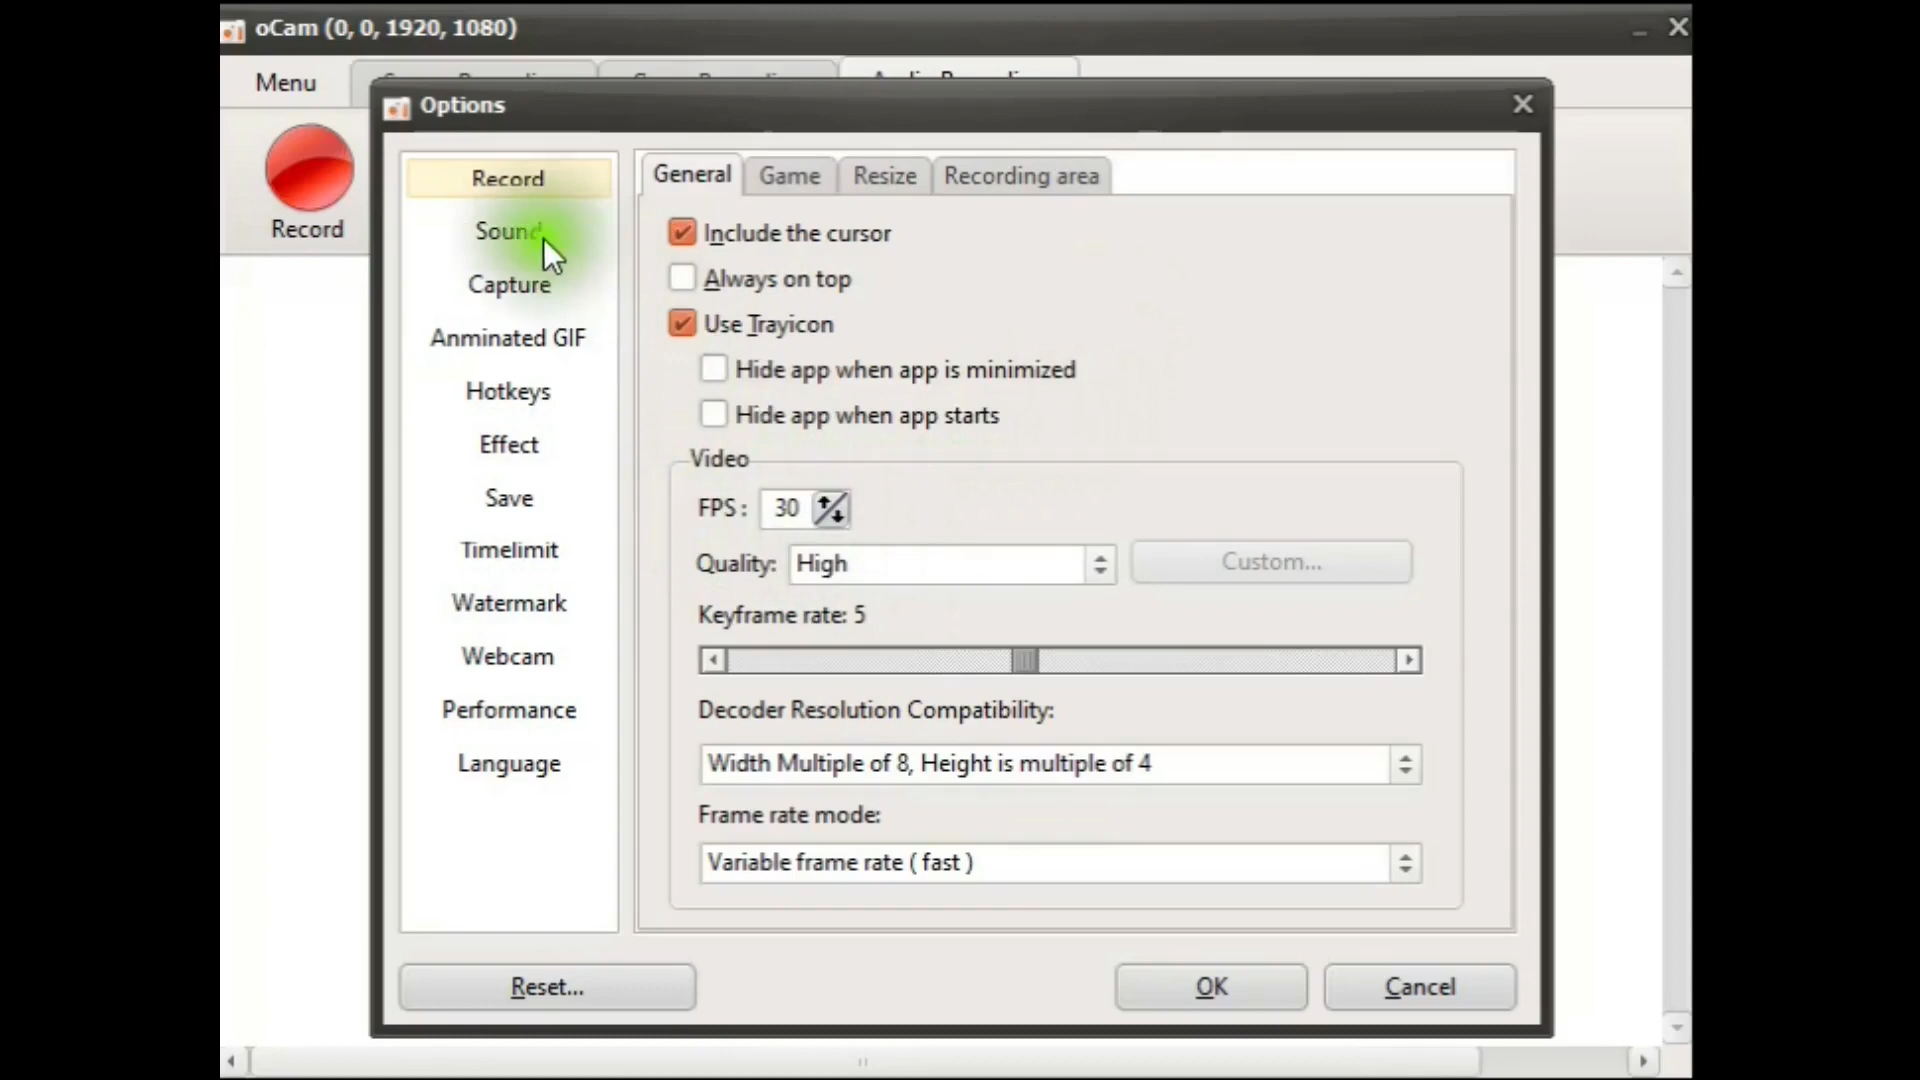 oCam (0, 0, 1920, 1080)
Menu
Options
Record
Record
Sound
Capture
Anminated GIF
Hotkeys
Effect
Save
Timelimit
Watermark
Webcam
Performance
Language
General
Game
Resize
Recording area
Include the cursor
Always on top
Use Trayicon
Hide app when app is minimized
Hide app when app starts
Video
FPS : 30
Quality: High
Custom...
Keyframe rate: 5
Decoder Resolution Compatibility:
Width Multiple of 8, Height is multiple of 4
Frame rate mode:
Variable frame rate ( fast )
Reset...
OK
Cancel